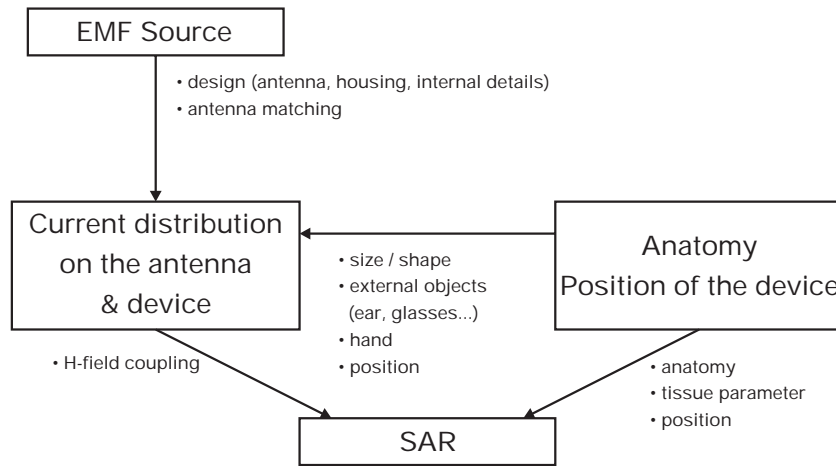 EMF Source
• design (antenna, housing, internal details)
• antenna matching
Current distribution
on the antenna
& device
• size / shape
• external objects
(ear, glasses...)
• hand
• position
Anatomy
Position of the device
• H-field coupling
• anatomy
• tissue parameter
• position
SAR